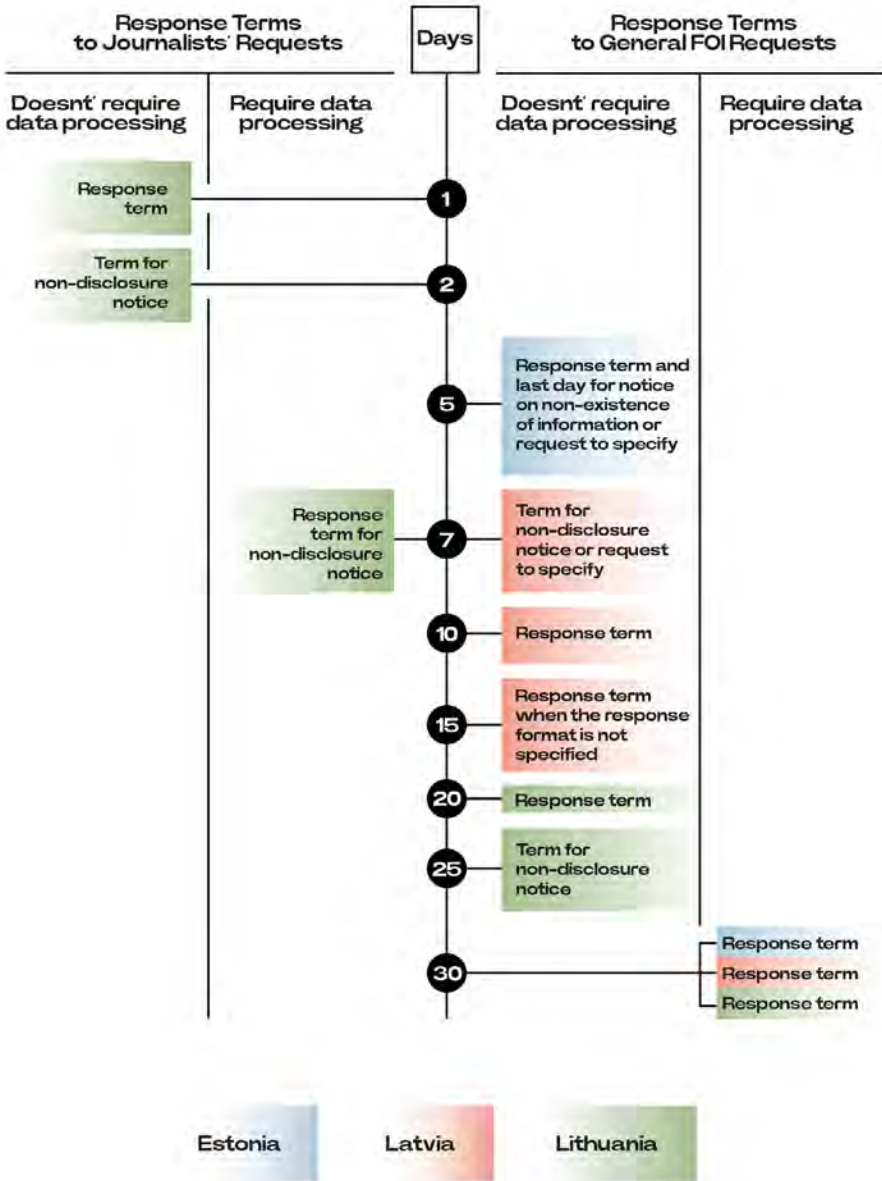 Response Terms
to Journalists' Requests
Days
Response Terms
to General FOI Requests
Doesnt' require
data processing
Require data
processing
Doesnt' require
data processing
Require data
processing
Response
term
1
Term for
non-disclosure
notice
2
5
Response term and
last day for notice
on non-existence
of information or
request to specify
Response
term for
non-disclosure
notice
7
Term for
non-disclosure
notice or request
to specify
10
Response term
15
Response term
when the response
format is not
specified
20
Response term
25
Term for
non-disclosure
notice
30
Response term
Response term
Response term
Estonia
Latvia
Lithuania